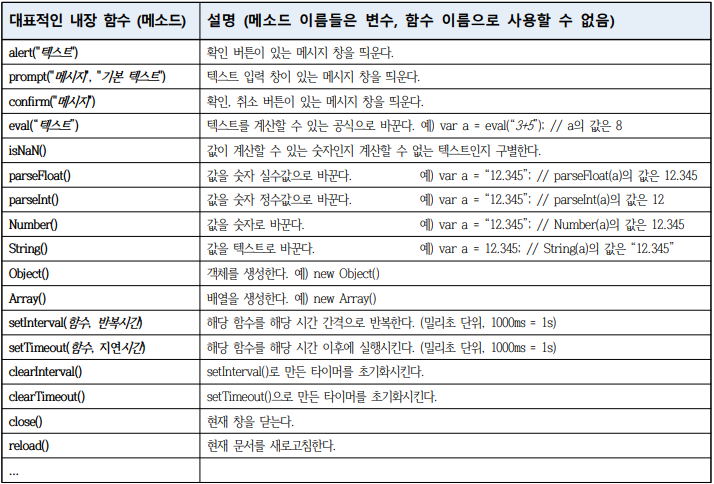 대표적인 내장 함수 (메소드) 설명 (메소드 이름들은 변수, 함수 이름으로 사용할 수 없음)
alert("텍스트") 확인 버튼이 있는 메시지 창을 띄운다.
prompt("메시지", "기본 텍스트") 텍스트 입력 창이 있는 메시지 창을 띄운다.
confirm("메시지") 확인, 취소 버튼이 있는 메시지 창을 띄운다.
eval(“텍스트”) 텍스트를 계산할 수 있는 공식으로 바꾼다. 예) var a = eval(“3+5”); // a의 값은 8
isNaN() 값이 계산할 수 있는 숫자인지 계산할 수 없는 텍스트인지 구별한다.
parseFloat() 값을 숫자 실수값으로 바꾼다. 예) var a = “12.345”; // parseFloat(a)의 값은 12.345
parseInt() 값을 숫자 정수값으로 바꾼다. 예) var a = “12.345”; // parseInt(a)의 값은 12
Number() 값을 숫자로 바꾼다. 예) var a = “12.345”; // Number(a)의 값은 12.345
String() 값을 텍스트로 바꾼다. 예) var a = 12.345; // String(a)의 값은 “12.345”
Object() 객체를 생성한다. 예) new Object()
Array() 배열을 생성한다. 예) new Array()
setInterval(함수, 반복시간) 해당 함수를 해당 시간 간격으로 반복한다. (밀리초 단위, 1000ms = 1s)
setTimeout(함수, 지연시간) 해당 함수를 해당 시간 이후에 실행시킨다. (밀리초 단위, 1000ms = 1s)
clearInterval() setInterval()로 만든 타이머를 초기화시킨다.
clearTimeout() setTimeout()으로 만든 타이머를 초기화시킨다.
close() 현재 창을 닫는다.
reload() 현재 문서를 새로고침한다.
...